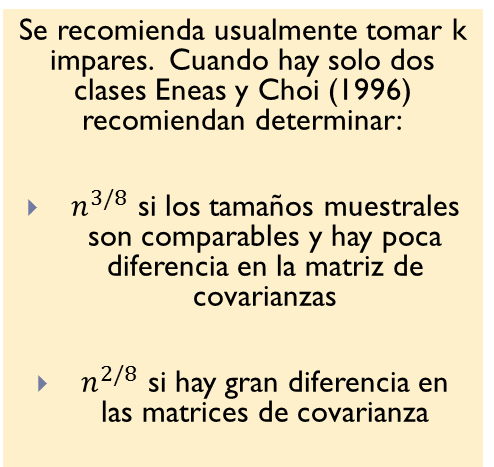 Se recomienda usualmente tomar k
impares. Cuando hay solo dos
clases Eneas y Choi (1996)
recomiendan determinar:
n^{3/8} si los tamaños muestrales
son comparables y hay poca
diferencia en la matriz de
covarianzas
n^{2/8} si hay gran diferencia en
las matrices de covarianza